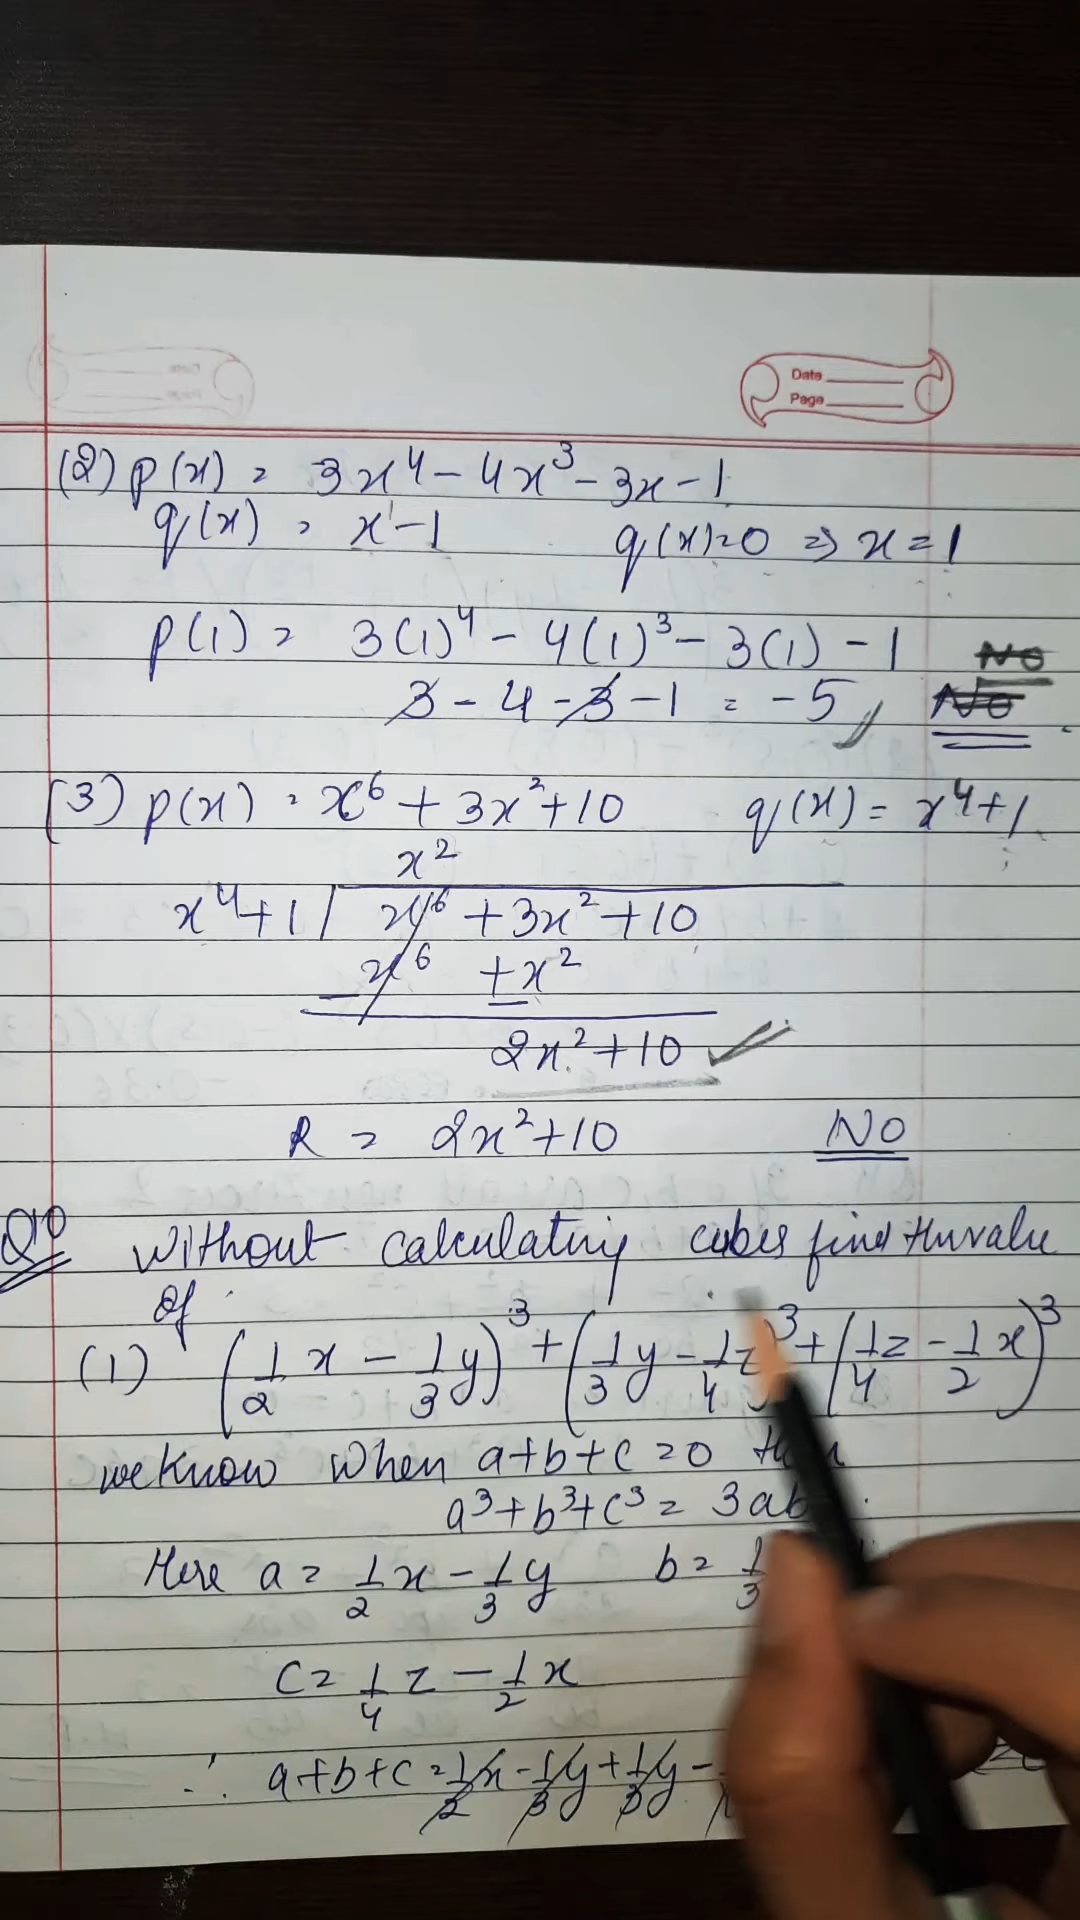 Date
Page
(2) p(x) = 3x⁴ - 4x³ - 3x - 1
q(x) = x - 1 q(x) = 0 ⇒ x = 1
p(1) = 3(1)⁴ - 4(1)³ - 3(1) - 1 No
3 - 4 - 3 - 1 = -5 No
(3) p(x) = x⁶ + 3x² + 10 q(x) = x⁴ + 1
x²
x⁴ + 1 | x⁶ + 3x² + 10
x⁶ + x²
2x² + 10
R = 2x² + 10 NO
Q10 Without calculating cubes find the value
of
(1) (1/2 x - 1/3 y)³ + (1/3 y - 1/4 z)³ + (1/4 z - 1/2 x)³
we know when a + b + c = 0
a³ + b³ + c³ = 3ab
Here a = 1/2 x - 1/3 y b = 1/3
c = 1/4 z - 1/2 x
∴ a + b + c = 1/2 x - 1/3 y + 1/3 y -